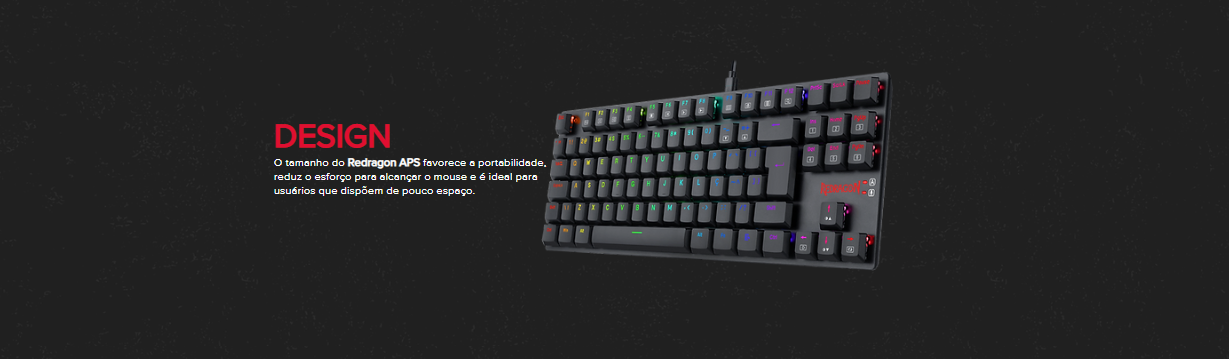 DESIGN
O tamanho do Redragon APS favorece a portabilidade,
reduz o esforço para alcançar o mouse e é ideal para
usuários que dispõem de pouco espaço.